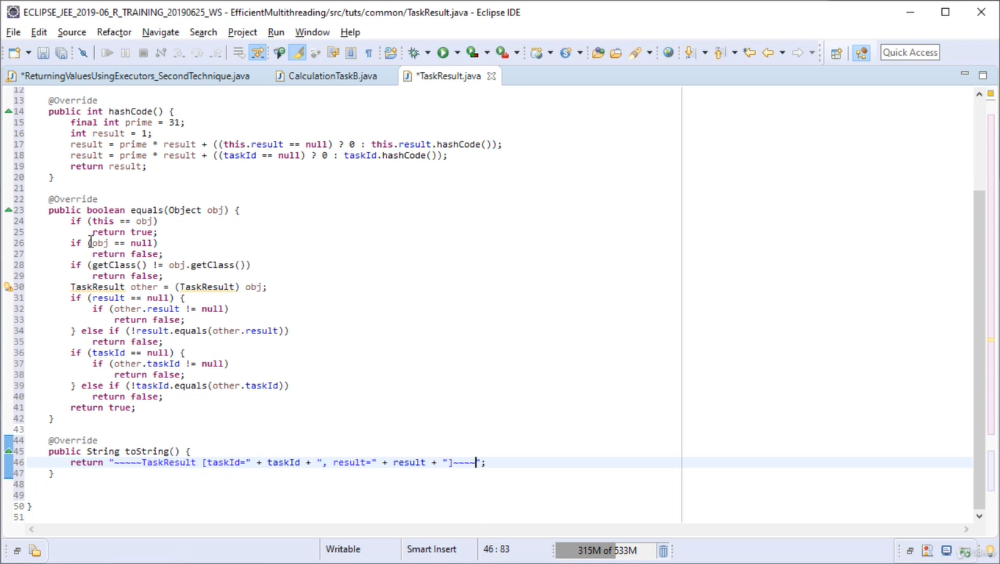 ECLIPSE_JEE_2019-06_R_TRAINING_20190625_WS - EfficientMultithreading/src/tuts/common/TaskResult.java - Eclipse IDE
File Edit Source Refactor Navigate Search Project Run Window Help
Quick Access
*ReturningValuesUsingExecutors_SecondTechnique.java CalculationTaskB.java *TaskResult.java
12
13 @Override
14 public int hashCode() {
15 final int prime = 31;
16 int result = 1;
17 result = prime * result + ((this.result == null) ? 0 : this.result.hashCode());
18 result = prime * result + ((taskId == null) ? 0 : taskId.hashCode());
19 return result;
20 }
21
22 @Override
23 public boolean equals(Object obj) {
24 if (this == obj)
25 return true;
26 if (obj == null)
27 return false;
28 if (getClass() != obj.getClass())
29 return false;
30 TaskResult other = (TaskResult) obj;
31 if (result == null) {
32 if (other.result != null)
33 return false;
34 } else if (!result.equals(other.result))
35 return false;
36 if (taskId == null) {
37 if (other.taskId != null)
38 return false;
39 } else if (!taskId.equals(other.taskId))
40 return false;
41 return true;
42 }
43
44 @Override
45 public String toString() {
46 return "~~~~~TaskResult [taskId=" + taskId + ", result=" + result + "]~~~~";
47 }
48
49
50 }
51
Writable Smart Insert 46 : 83 315M of 533M